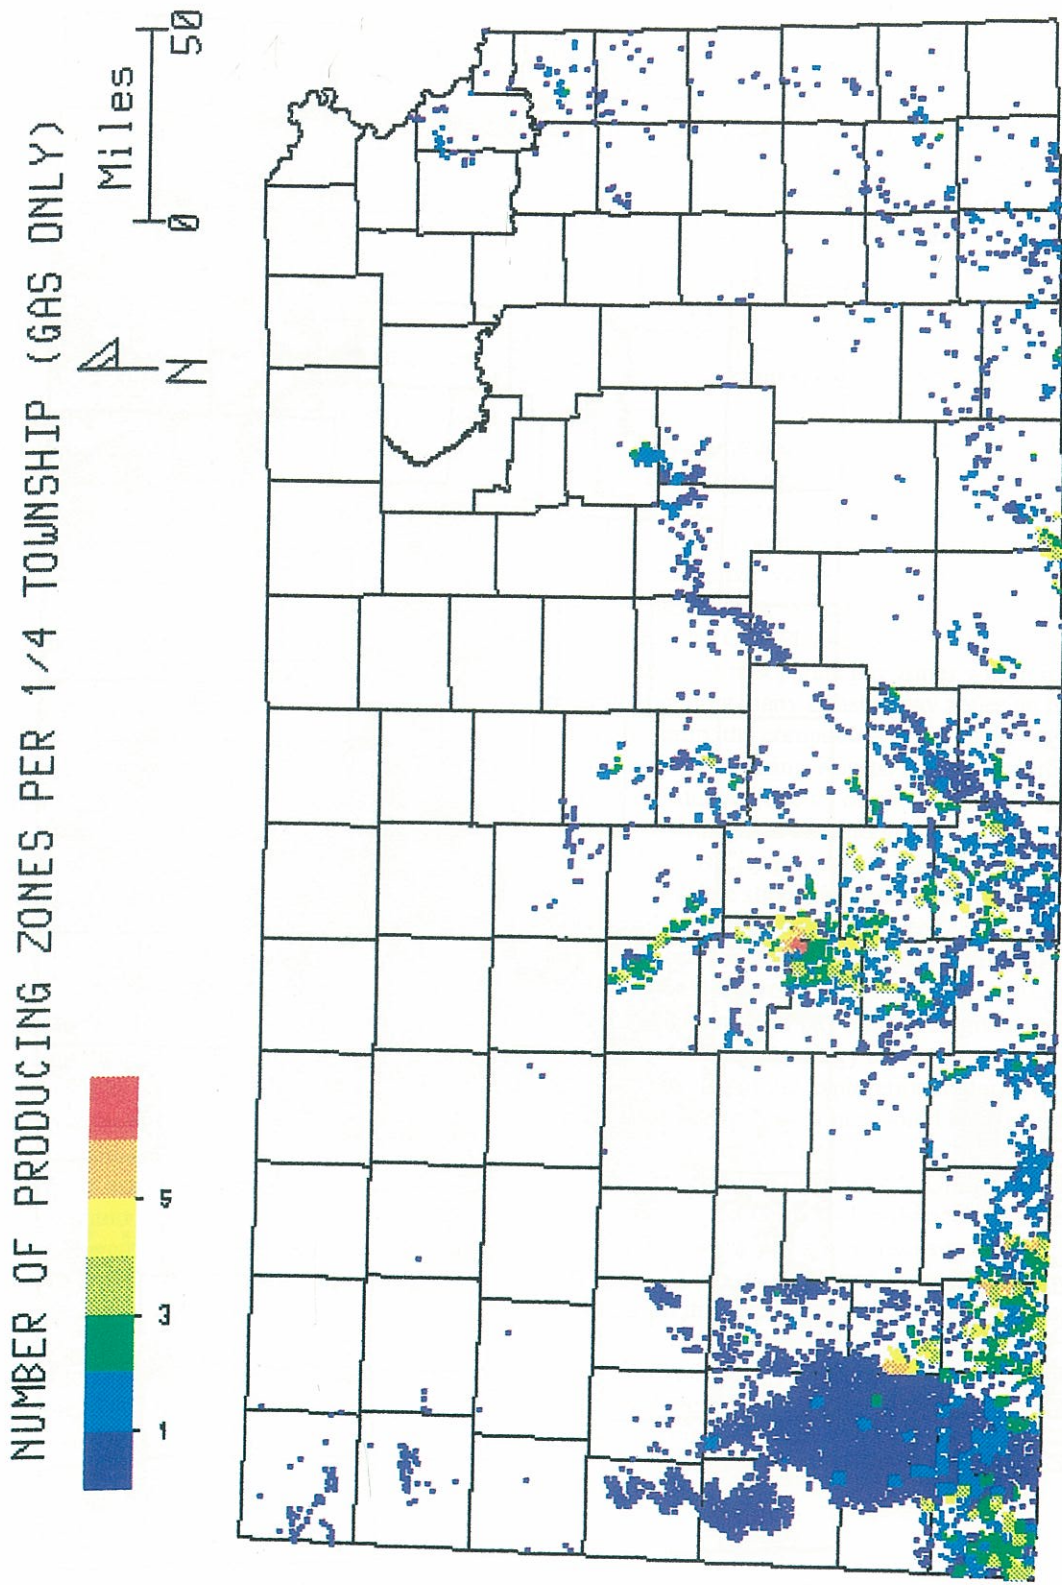 NUMBER OF PRODUCING ZONES PER 1/4 TOWNSHIP (GAS ONLY)
1 3 5
N
Miles
0 50